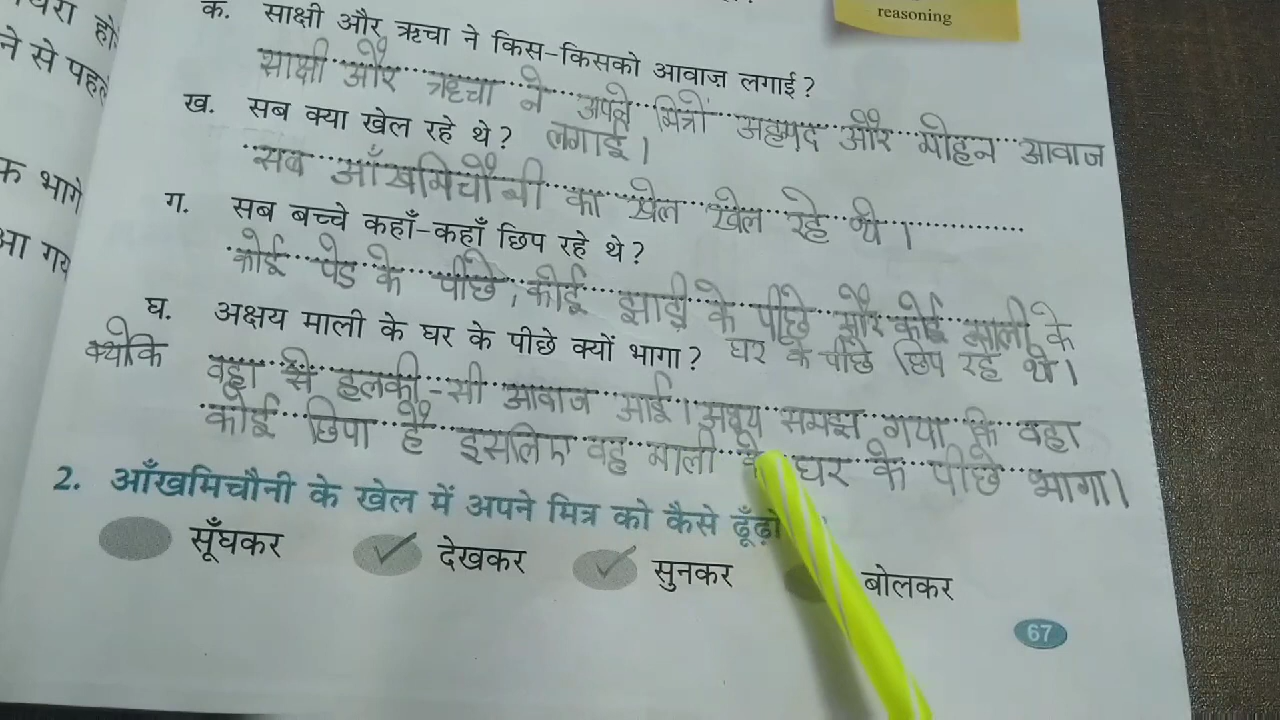 reasoning
क. साक्षी और ऋचा ने किस-किसको आवाज़ लगाई?
साक्षी और ऋचा ने अपने मित्रों अहमद और मोहन आवाज
लगाई।
ख. सब क्या खेल रहे थे?
सब आँखमिचौनी का खेल खेल रहे थे।
ग. सब बच्चे कहाँ-कहाँ छिप रहे थे?
कोई पेड के पीछे, कोई झाड़ी के पीछे और कोई माली के
घर के पीछे छिप रहे थे।
घ. अक्षय माली के घर के पीछे क्यों भागा?
क्योकि वहा से हलकी-सी आवाज आई। अक्षय समझ गया कि वहा
कोई छिपा है इसलिए वह माली के घर के पीछे भागा।
2. आँखमिचौनी के खेल में अपने मित्र को कैसे
सूँघकर देखकर सुनकर बोलकर
67
ने से पहले
भागे